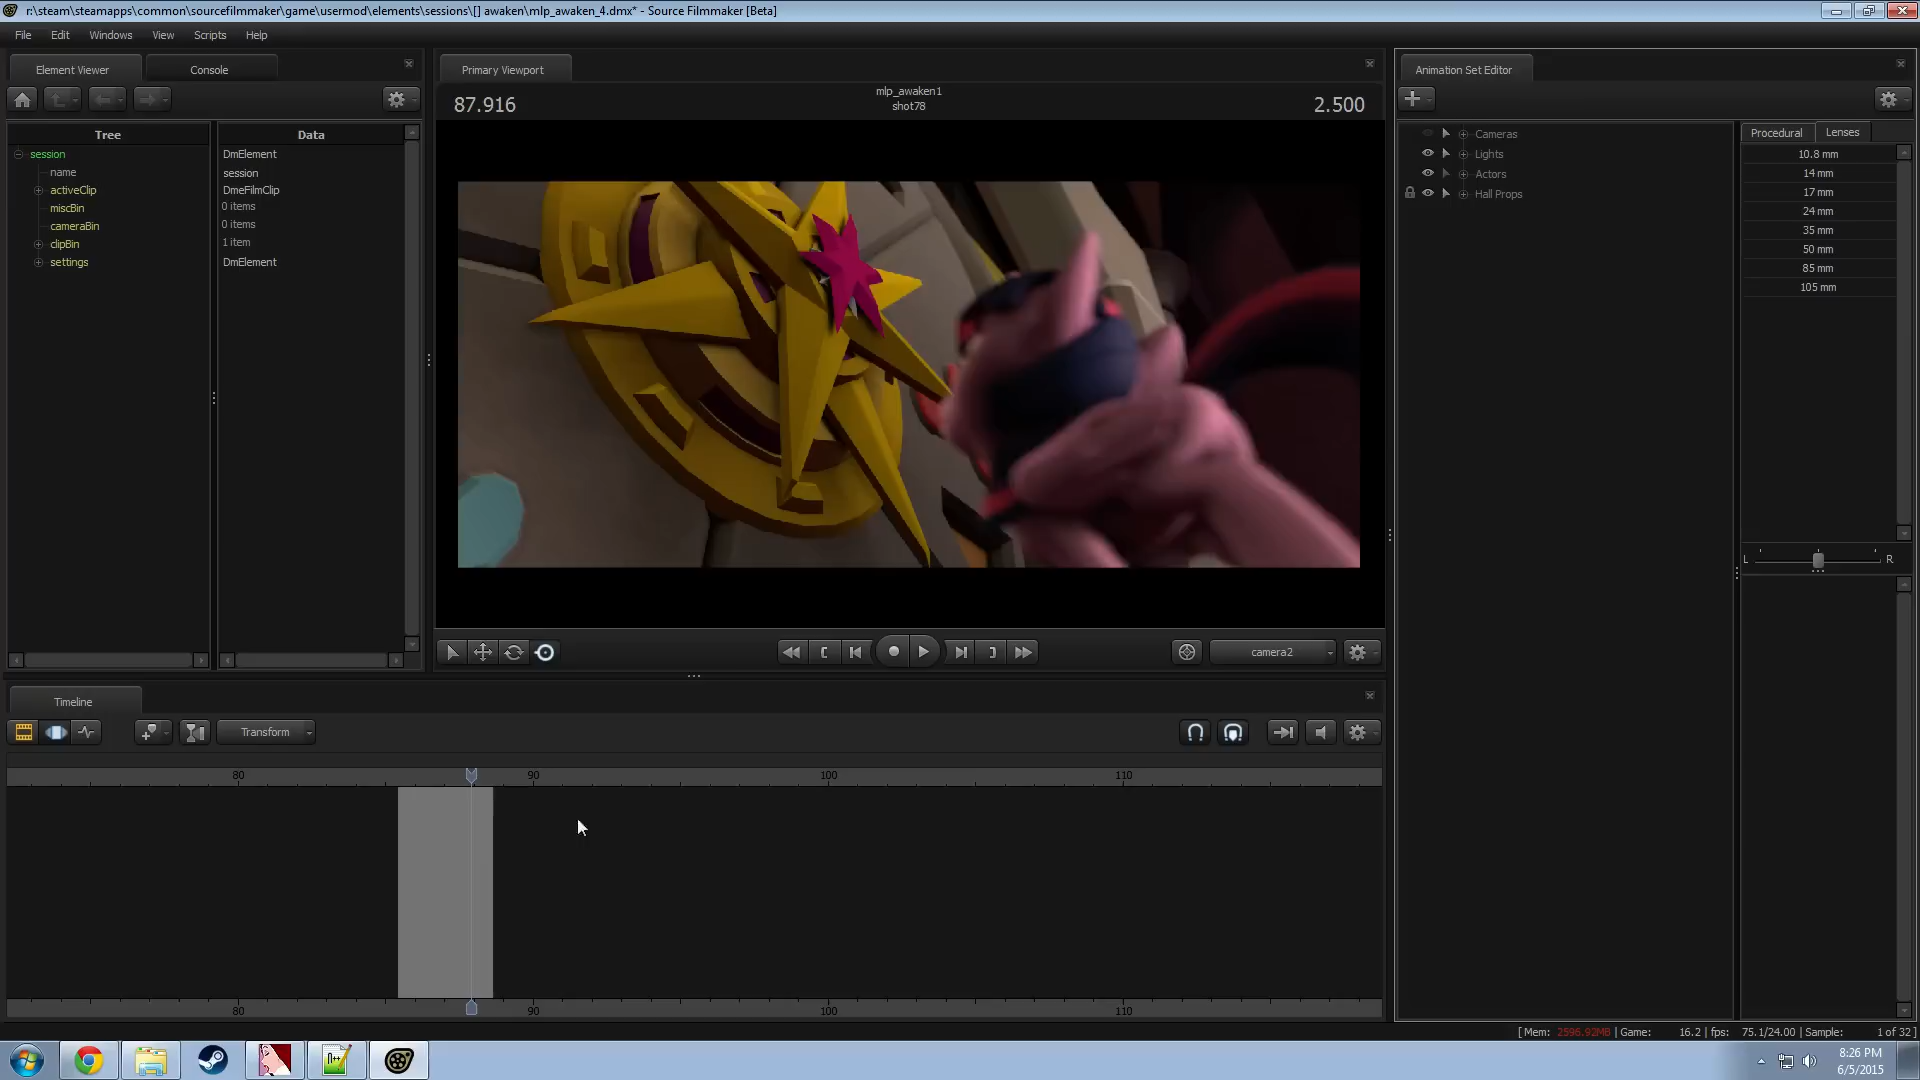 r:\steam\steamapps\common\sourcefilmmaker\game\usermod\elements\sessions\[] awaken\mlp_awaken_4.dmx* - Source Filmmaker [Beta]
File Edit Windows View Scripts Help
Element Viewer Console
Tree Data
session DmElement
name session
activeClip DmeFilmClip
miscBin 0 items
cameraBin 0 items
clipBin 1 item
settings DmElement
Primary Viewport
87.916 mlp_awaken1 2.500
shot78
camera2
Animation Set Editor
Cameras
Lights
Actors
Hall Props
Procedural Lenses
10.8 mm
14 mm
17 mm
24 mm
35 mm
50 mm
85 mm
105 mm
L R
Timeline
Transform
80 90 100 110
80 90 100 110
[ Mem: 2596.92MB | Game: 16.2 | fps: 75.1/24.00 | Sample: 1 of 32 ]
8:26 PM
6/5/2015